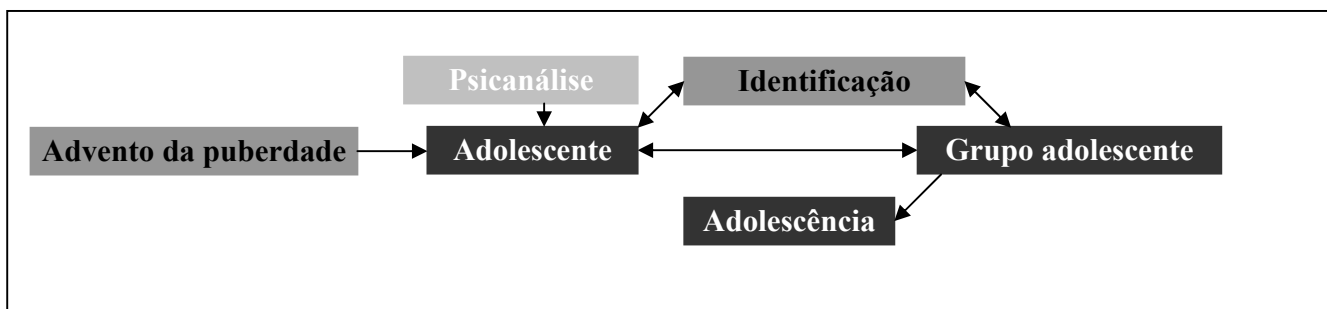 Psicanálise
Identificação
Advento da puberdade
Adolescente
Grupo adolescente
Adolescência